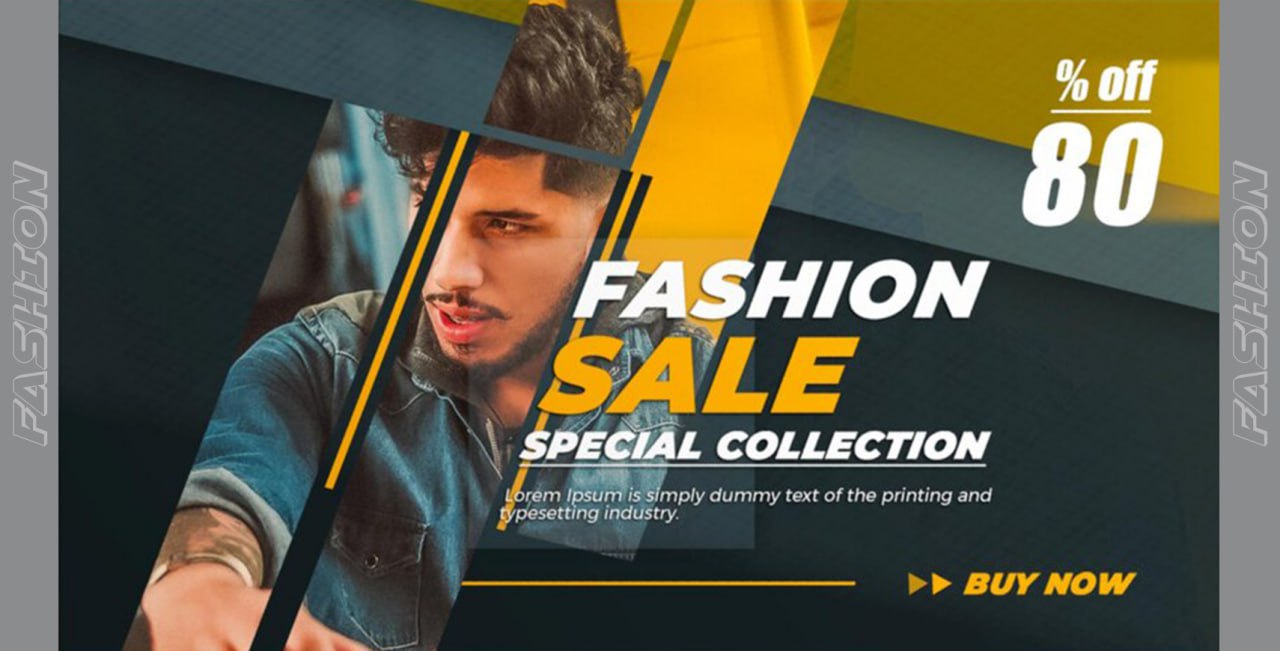 FASHION
% off
80
FASHION
SALE
SPECIAL COLLECTION
Lorem Ipsum is simply dummy text of the printing and
typesetting industry.
BUY NOW
FASHION